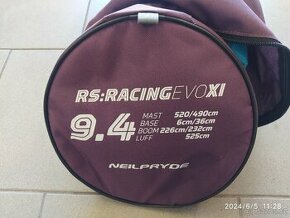 RS:RACINGEVOXI
9.4
MAST 520/490cm
BASE 6cm/36cm
BOOM 226cm/232cm
LUFF 525cm
NEILPRYDE
2024/6/5 11:28